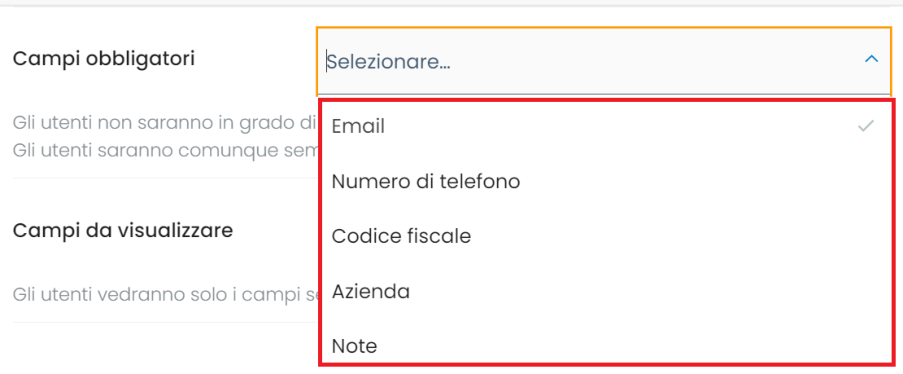 Campi obbligatori
Selezionare...
Gli utenti non saranno in grado di
Gli utenti saranno comunque sem
Email
Numero di telefono
Campi da visualizzare
Codice fiscale
Gli utenti vedranno solo i campi se
Azienda
Note